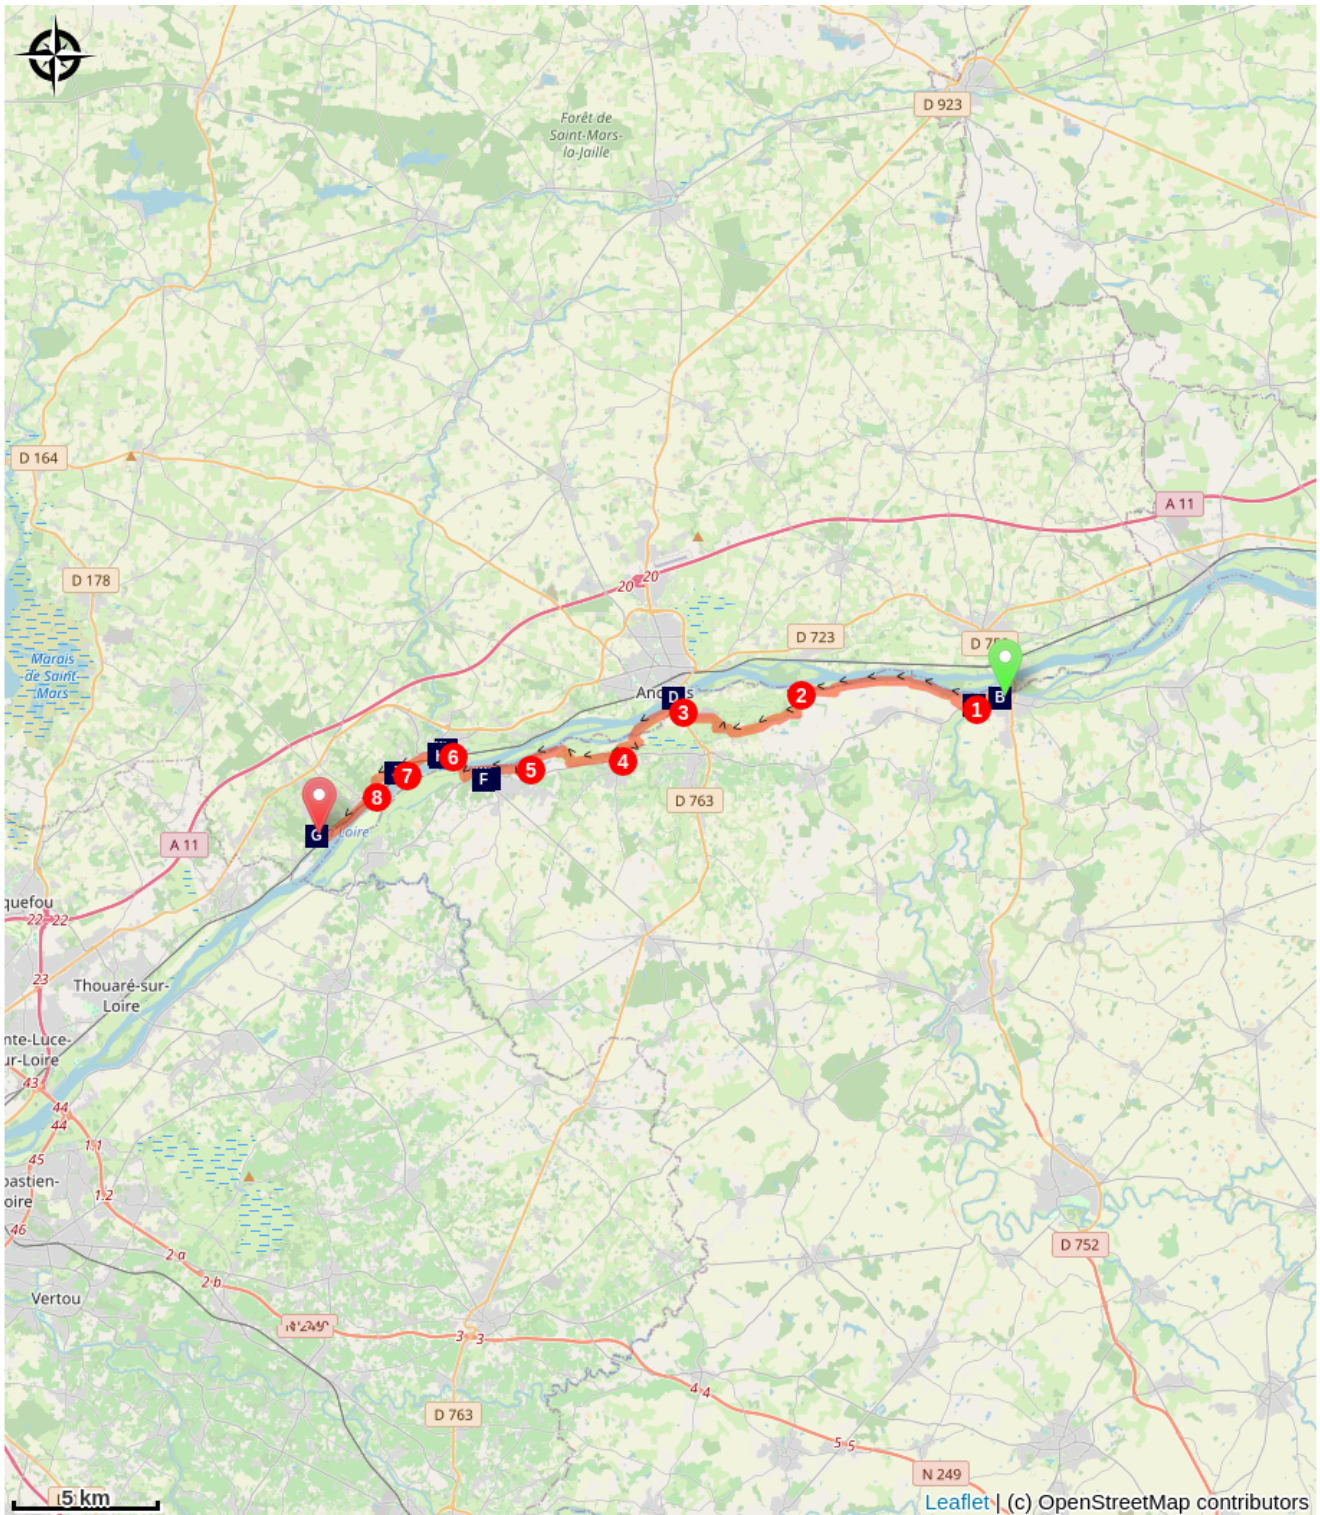 D 923
Forêt de
Saint-Mars-
la-Jaille
D 164
A 11
D 178
20
20
D 723
Marais
de Saint-
Mars
B
D
1
2
3
4
5
6
7
8
F
G
Loire
D 763
A 11
quefou
22
22
23
Thouaré-sur-
Loire
nte-Luce-
ur-Loire
43
44
44
45
1.1
1.2
bastien-
oire
46
2 a
2 b
D 752
Vertou
3
3
4
4
D 763
5
5
N 249
5 km
Leaflet | (c) OpenStreetMap contributors